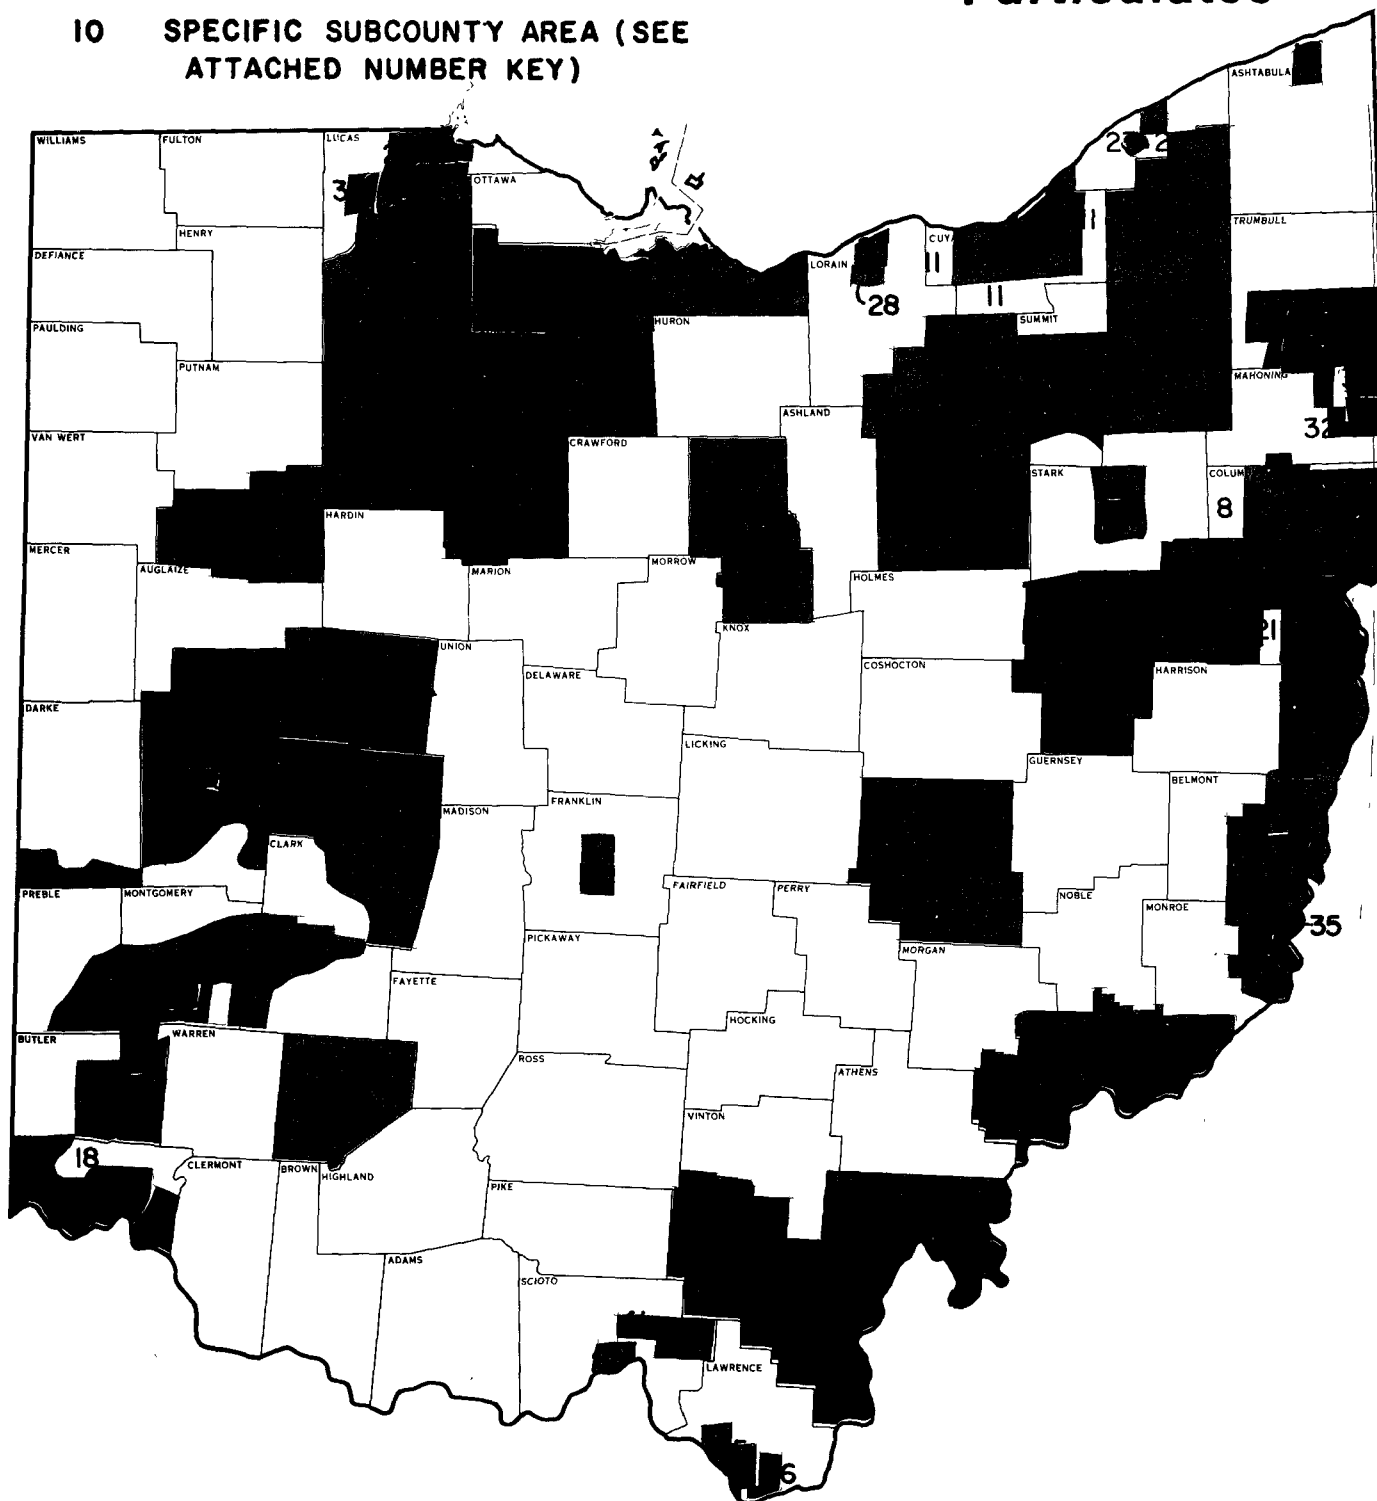 10 SPECIFIC SUBCOUNTY AREA (SEE
ATTACHED NUMBER KEY)
ASHTABULA
WILLIAMS
FULTON
LUCAS
3
OTTAWA
TRUMBULL
HENRY
DEFIANCE
LORAIN
CUY
11
11
11
28
PAULDING
HURON
SUMMIT
PUTNAM
MAHONING
ASHLAND
32
VAN WERT
CRAWFORD
STARK
COLUM
8
HARDIN
MERCER
AUGLAIZE
MARION
MORROW
HOLMES
KNOX
21
UNION
COSHOCTON
HARRISON
DELAWARE
DARKE
LICKING
GUERNSEY
BELMONT
FRANKLIN
MADISON
CLARK
PREBLE
MONTGOMERY
FAIRFIELD
PERRY
NOBLE
MONROE
35
PICKAWAY
MORGAN
FAYETTE
HOCKING
BUTLER
WARREN
ROSS
ATHENS
VINTON
18
CLERMONT
BROWN
HIGHLAND
PIKE
ADAMS
SCIOTO
LAWRENCE
6